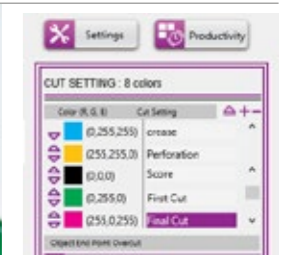 Settings Productivity
CUT SETTING : 8 colors
Color (R, G, B) Cut Setting
(0,255,255) crease
(255,255,0) Perforation
(0,0,0) Score
(0,255,0) First Cut
(255,0,255) Final Cut
Object End Point Overcut